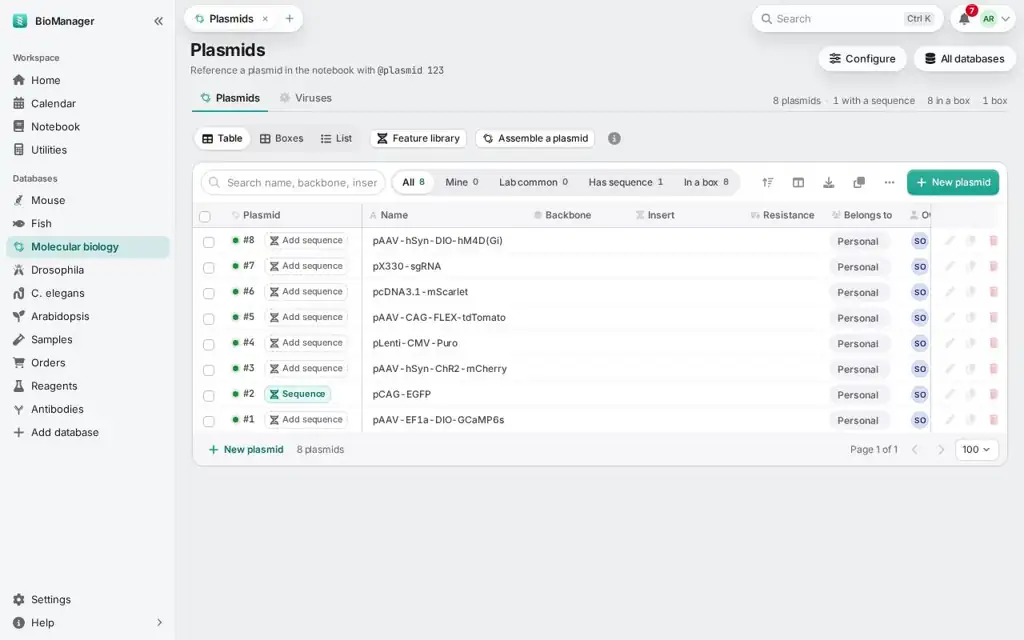 BioManager
Workspace
Home
Calendar
Notebook
Utilities
Databases
Mouse
Fish
Molecular biology
Drosophila
C. elegans
Arabidopsis
Samples
Orders
Reagents
Antibodies
Add database
Settings
Help
Plasmids ×
Search Ctrl K
7
AR
Plasmids
Reference a plasmid in the notebook with @plasmid 123
Configure
All databases
Plasmids Viruses
8 plasmids · 1 with a sequence 8 in a box 1 box
Table Boxes List Feature library Assemble a plasmid
Search name, backbone, inser
All 8 Mine 0 Lab common 0 Has sequence 1 In a box 8
New plasmid
Plasmid Name Backbone Insert Resistance Belongs to
#8 Add sequence pAAV-hSyn-DIO-hM4D(Gi) Personal SO
#7 Add sequence pX330-sgRNA Personal SO
#6 Add sequence pcDNA3.1-mScarlet Personal SO
#5 Add sequence pAAV-CAG-FLEX-tdTomato Personal SO
#4 Add sequence pLenti-CMV-Puro Personal SO
#3 Add sequence pAAV-hSyn-ChR2-mCherry Personal SO
#2 Sequence pCAG-EGFP Personal SO
#1 Add sequence pAAV-EF1a-DIO-GCaMP6s Personal SO
New plasmid 8 plasmids
Page 1 of 1
100